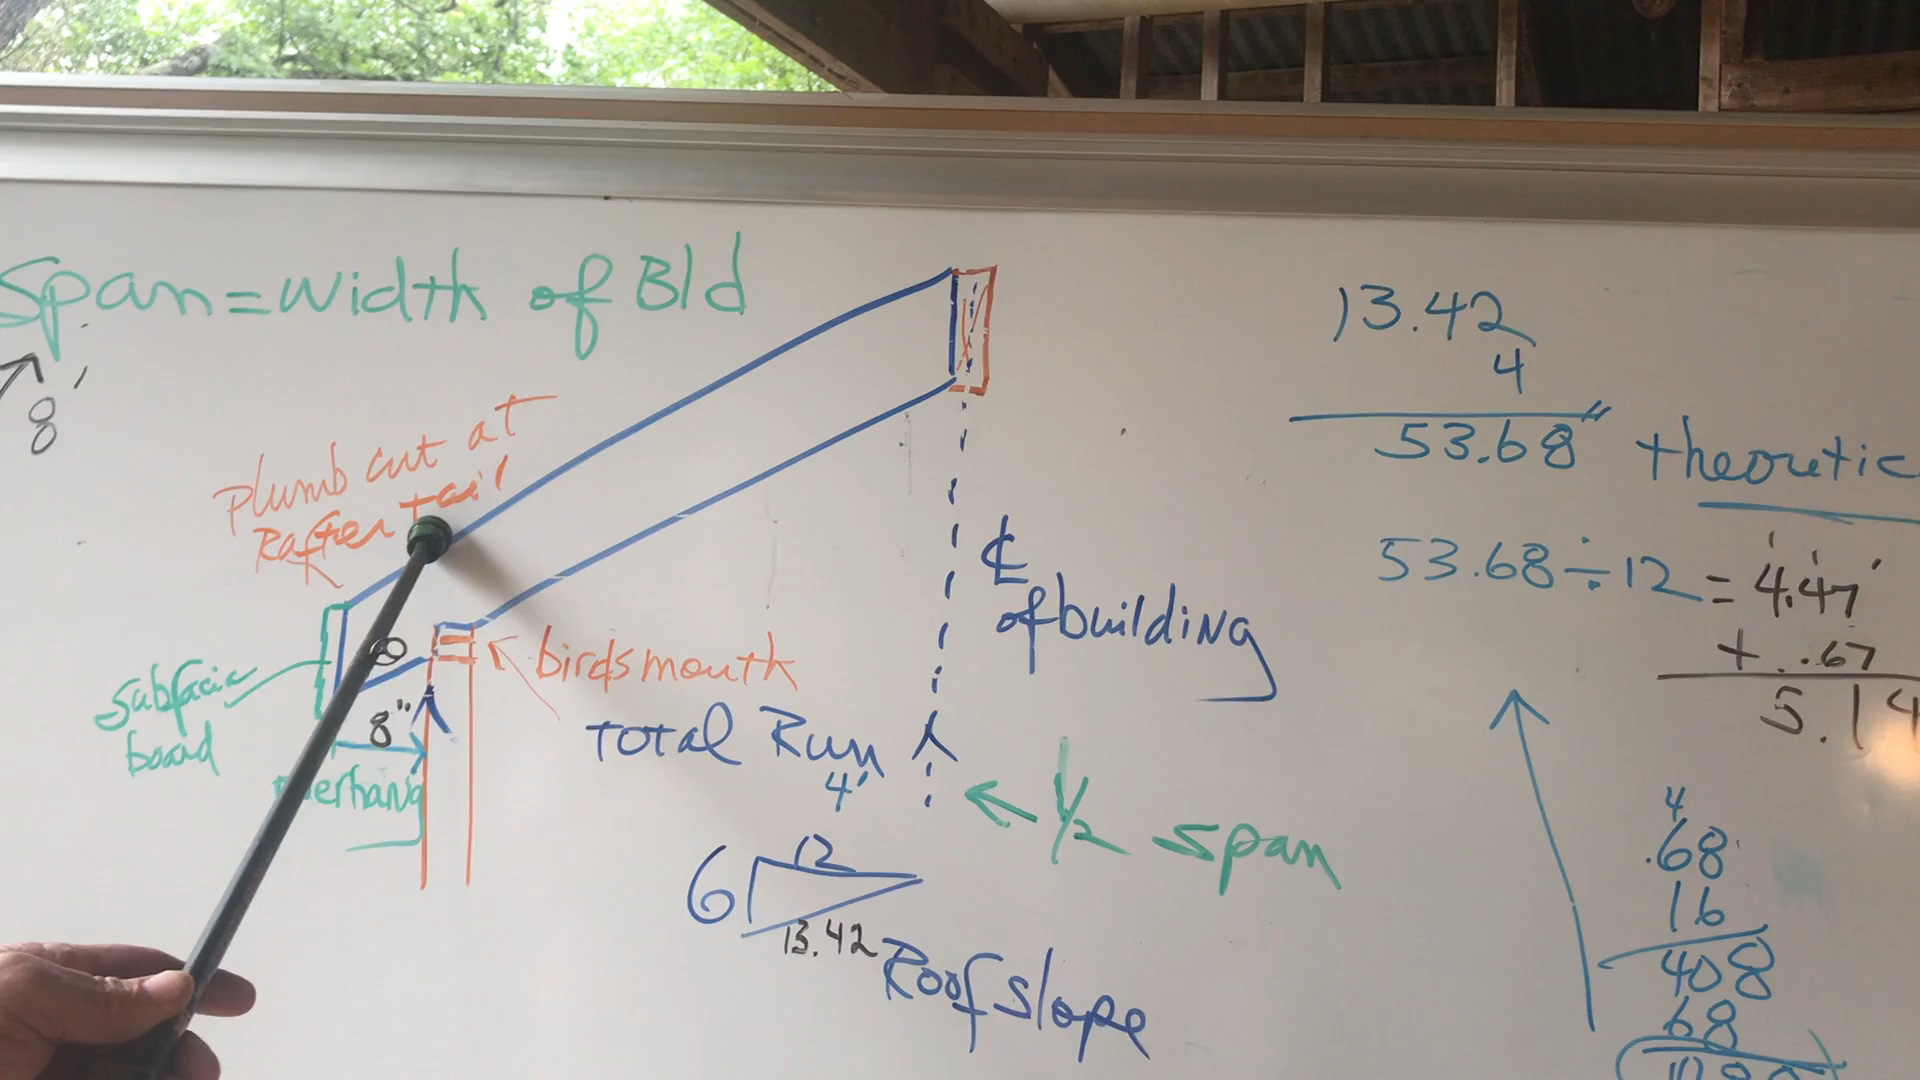 Span = Width of Bld
8'
plumb cut at
Rafter tail
subfacia
board
8"
overhang
birdsmouth
Total Run
4'
℄
of building
1/2 span
12
6
13.42
Roof slope
13.42
4
53.68" theoretic
53.68 ÷ 12 = 4.47'
+ .67
5.14
4
.68
16
408
68